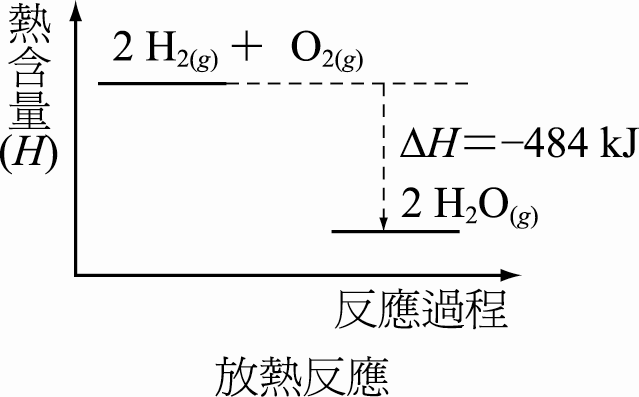 熱含量(H)
2 H₂(g) + O₂(g)
ΔH=−484 kJ
2 H₂O(g)
反應過程
放熱反應